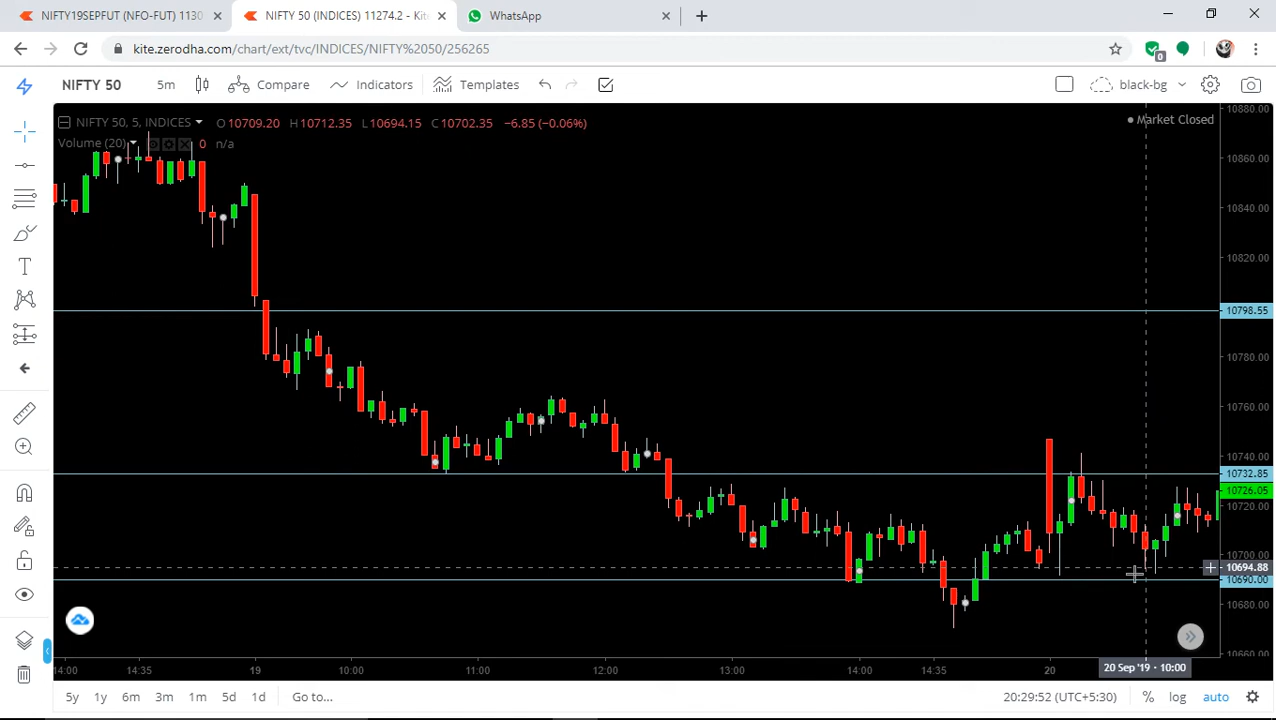 NIFTY19SEPFUT (NFO-FUT) 1130
NIFTY 50 (INDICES) 11274.2 - Kite
WhatsApp
kite.zerodha.com/chart/ext/tvc/INDICES/NIFTY%2050/256265
0
NIFTY 50
5m
Compare
Indicators
Templates
black-bg
NIFTY 50, 5, INDICES
O10709.20 H10712.35 L10694.15 C10702.35 −6.85 (−0.06%)
Market Closed
Volume (20)
0 n/a
10880.00
10860.00
10840.00
10820.00
10798.55
10780.00
10760.00
10740.00
10732.85
10726.05
10720.00
10700.00
10694.88
10690.00
10680.00
10660.00
T
14:00
14:35
19
10:00
11:00
12:00
13:00
14:00
14:35
20
20 Sep '19 · 10:00
5y
1y
6m
3m
1m
5d
1d
Go to...
20:29:52 (UTC+5:30)
%
log
auto